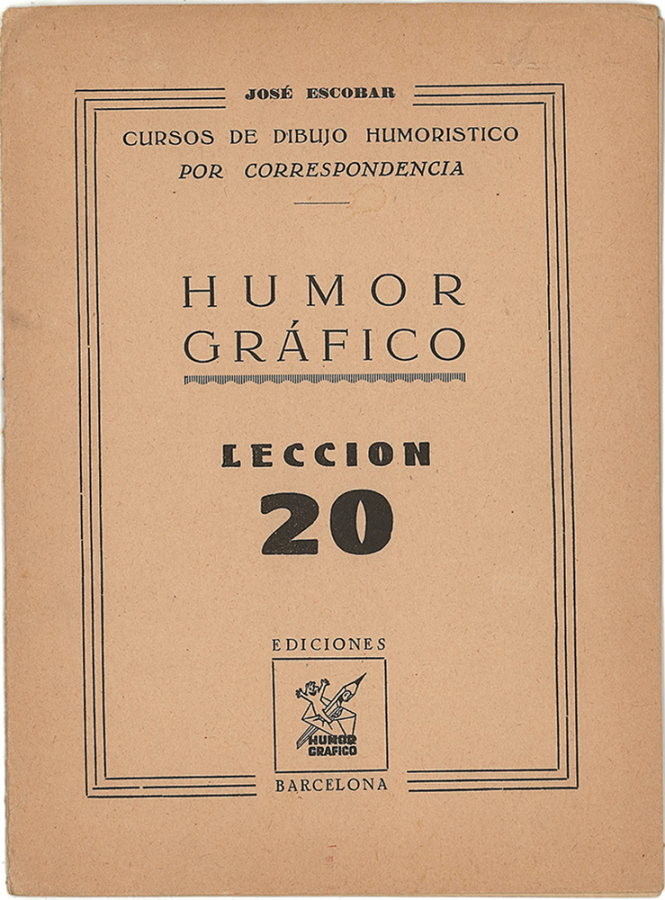 JOSÉ ESCOBAR
CURSOS DE DIBUJO HUMORISTICO
POR CORRESPONDENCIA
HUMOR
GRÁFICO
LECCION
20
EDICIONES
HUMOR
GRAFICO
BARCELONA